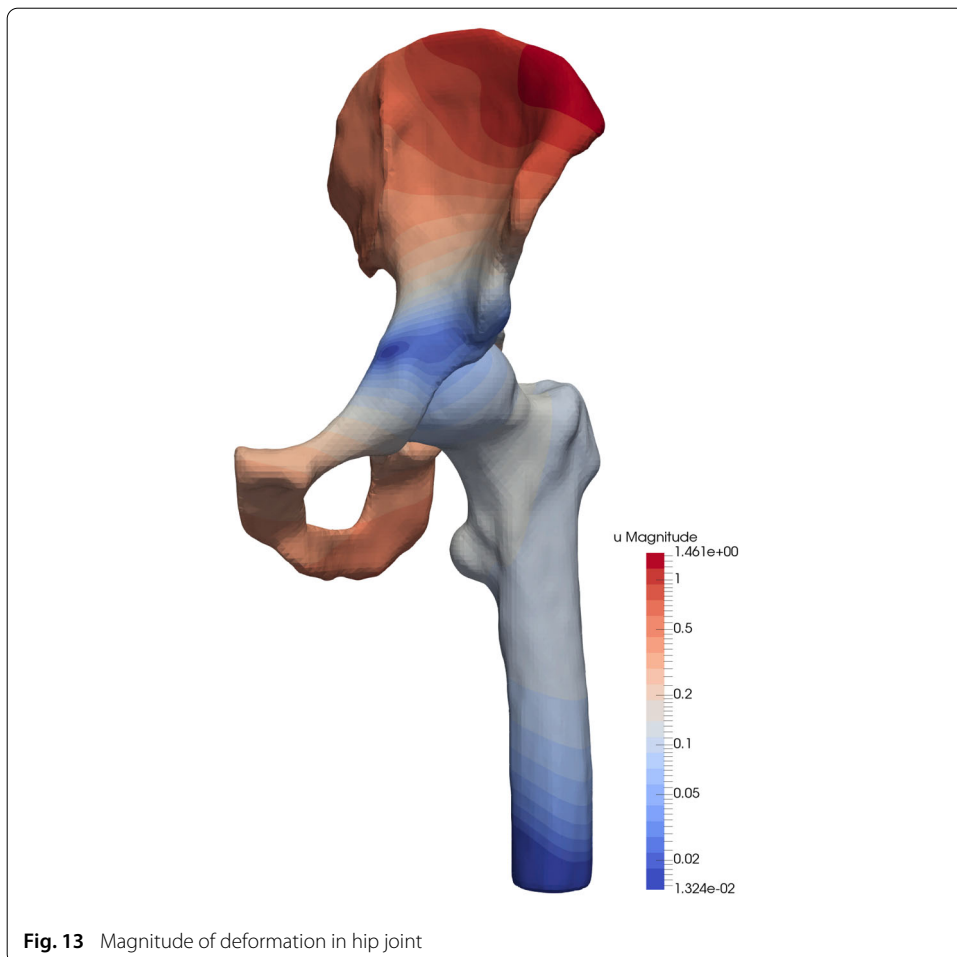 u Magnitude
1.461e+00
1
0.5
0.2
0.1
0.05
0.02
1.324e-02
Fig. 13 Magnitude of deformation in hip joint